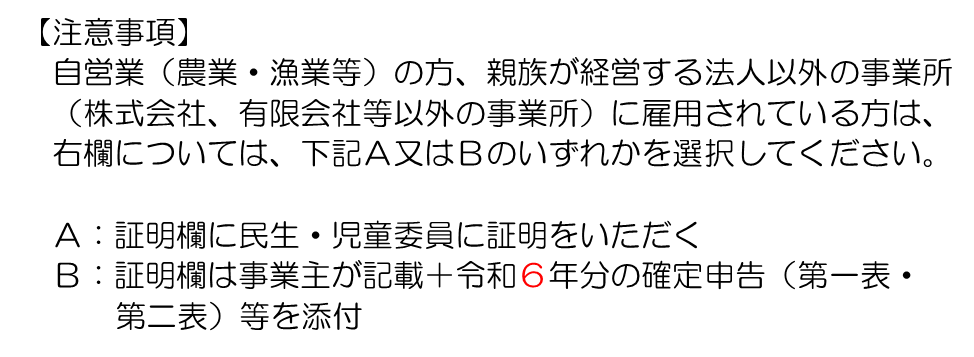 【注意事項】
自営業（農業・漁業等）の方、親族が経営する法人以外の事業所
（株式会社、有限会社等以外の事業所）に雇用されている方は、
右欄については、下記Ａ又はＢのいずれかを選択してください。
Ａ：証明欄に民生・児童委員に証明をいただく
Ｂ：証明欄は事業主が記載＋令和６年分の確定申告（第一表・
第二表）等を添付